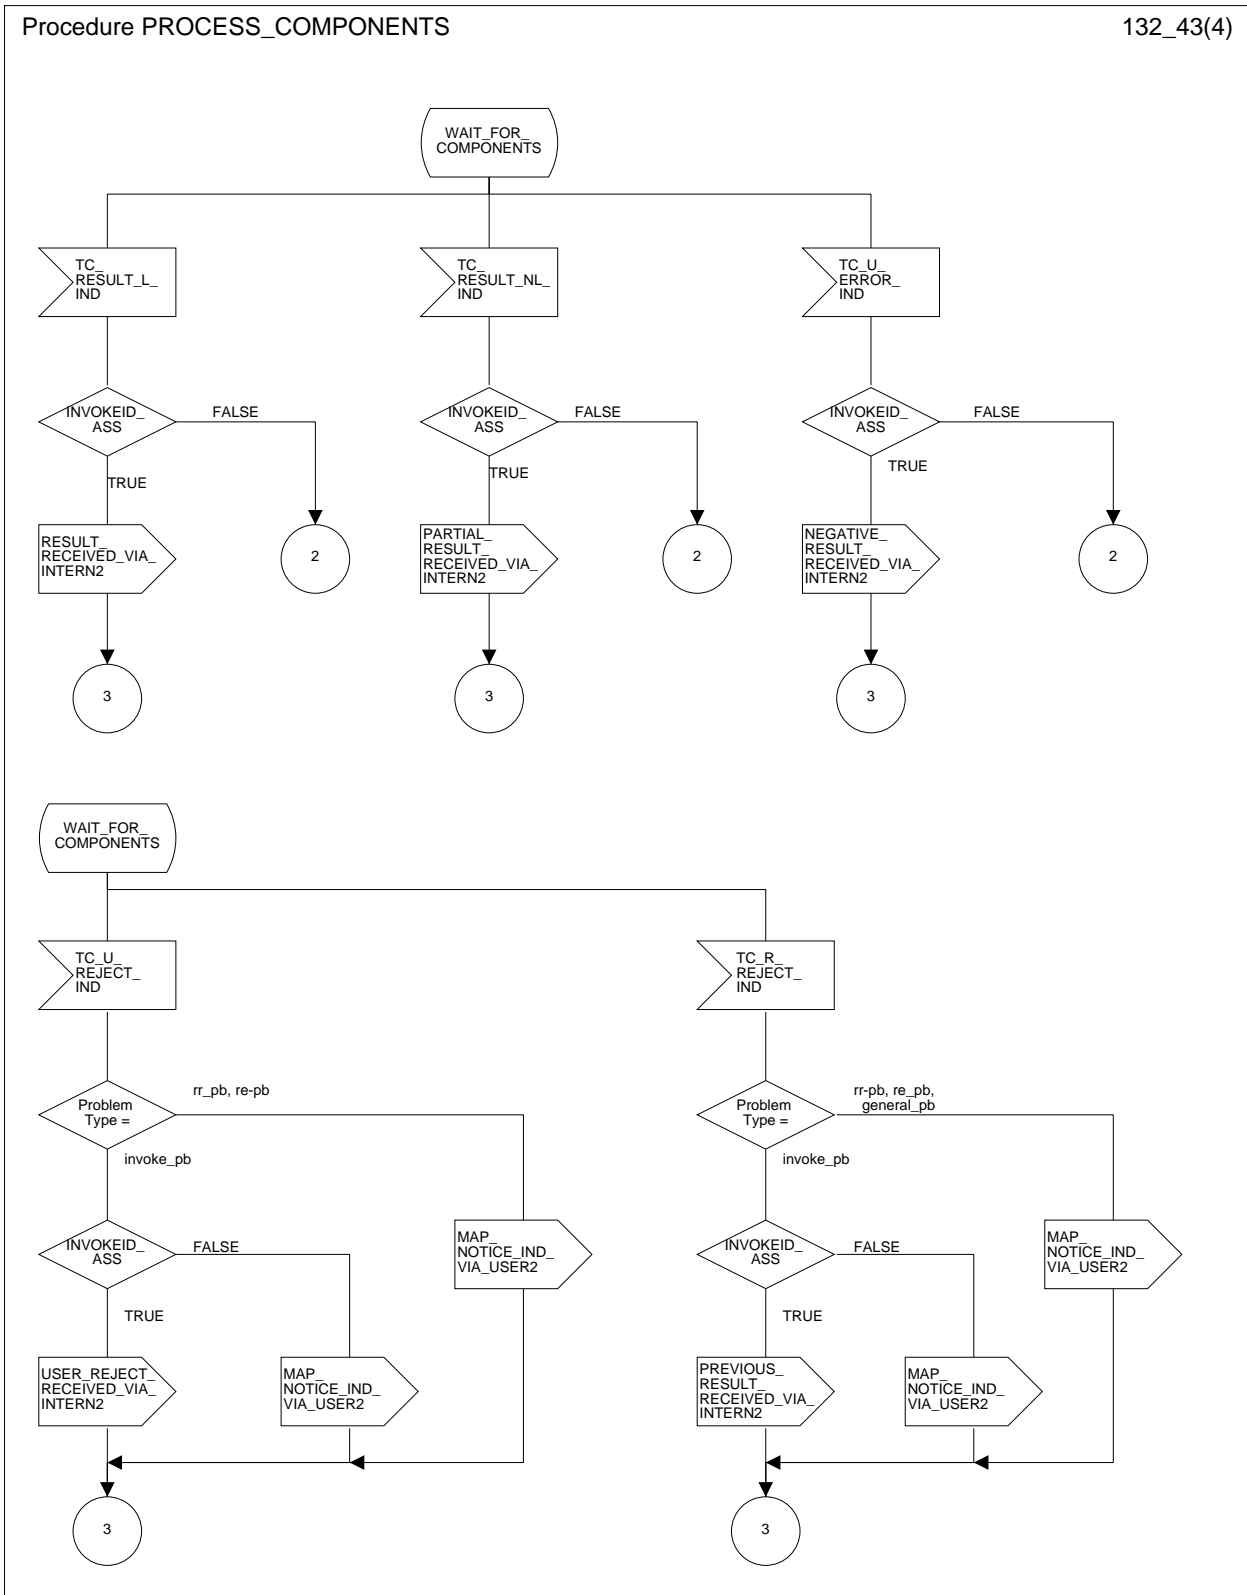 Procedure PROCESS_COMPONENTS
132_43(4)
WAIT_FOR_
COMPONENTS
TC_
RESULT_L_
IND
TC_
RESULT_NL_
IND
TC_U_
ERROR_
IND
INVOKEID_
ASS
FALSE
INVOKEID_
ASS
FALSE
INVOKEID_
ASS
FALSE
TRUE
TRUE
TRUE
RESULT_
RECEIVED_VIA_
INTERN2
2
PARTIAL_
RESULT_
RECEIVED_VIA_
INTERN2
2
NEGATIVE_
RESULT_
RECEIVED_VIA_
INTERN2
2
3
3
3
WAIT_FOR_
COMPONENTS
TC_U_
REJECT_
IND
TC_R_
REJECT_
IND
Problem
Type =
rr_pb, re-pb
Problem
Type =
rr-pb, re_pb,
general_pb
invoke_pb
invoke_pb
INVOKEID_
ASS
FALSE
MAP_
NOTICE_IND_
VIA_USER2
INVOKEID_
ASS
FALSE
MAP_
NOTICE_IND_
VIA_USER2
TRUE
TRUE
USER_REJECT_
RECEIVED_VIA_
INTERN2
MAP_
NOTICE_IND_
VIA_USER2
PREVIOUS_
RESULT_
RECEIVED_VIA_
INTERN2
MAP_
NOTICE_IND_
VIA_USER2
3
3